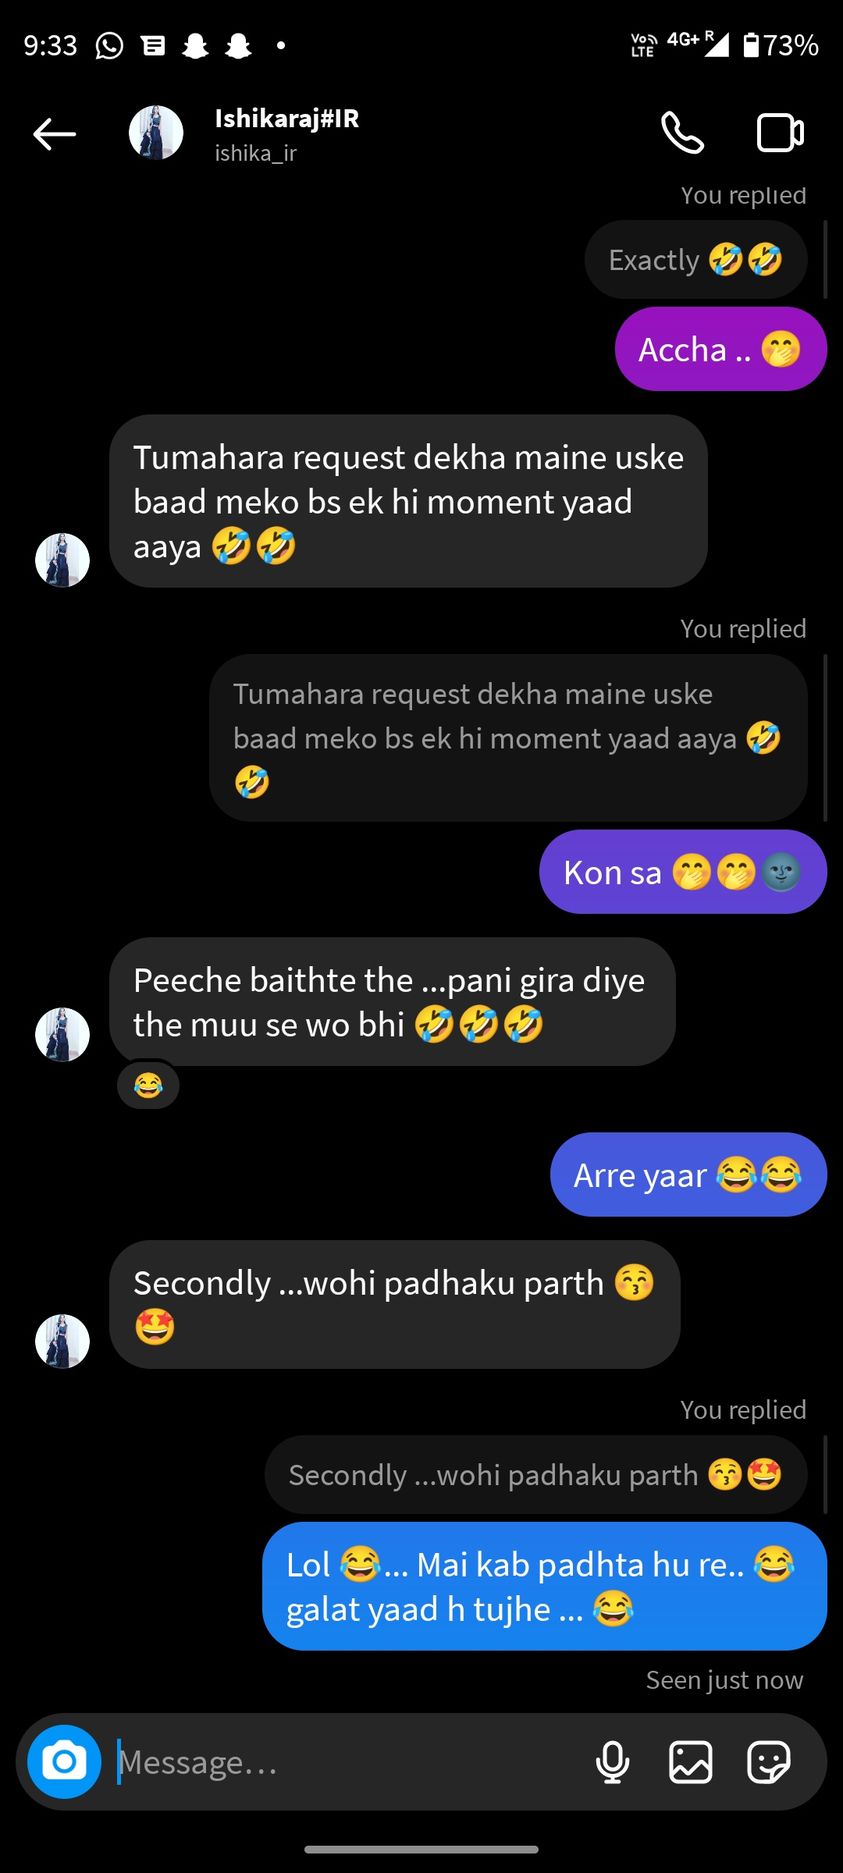 9:33
Vo
LTE
4G+ R
73%
Ishikaraj#IR
ishika_ir
You replied
Exactly 🤣🤣
Accha .. 🤭
Tumahara request dekha maine uske
baad meko bs ek hi moment yaad
aaya 🤣🤣
You replied
Tumahara request dekha maine uske
baad meko bs ek hi moment yaad aaya 🤣
🤣
Kon sa 🤭🤭🌚
Peeche baithte the ...pani gira diye
the muu se wo bhi 🤣🤣🤣
😂
Arre yaar 😂😂
Secondly ...wohi padhaku parth 😚
🤩
You replied
Secondly ...wohi padhaku parth 😚🤩
Lol 😂... Mai kab padhta hu re.. 😂
galat yaad h tujhe ... 😂
Seen just now
Message...